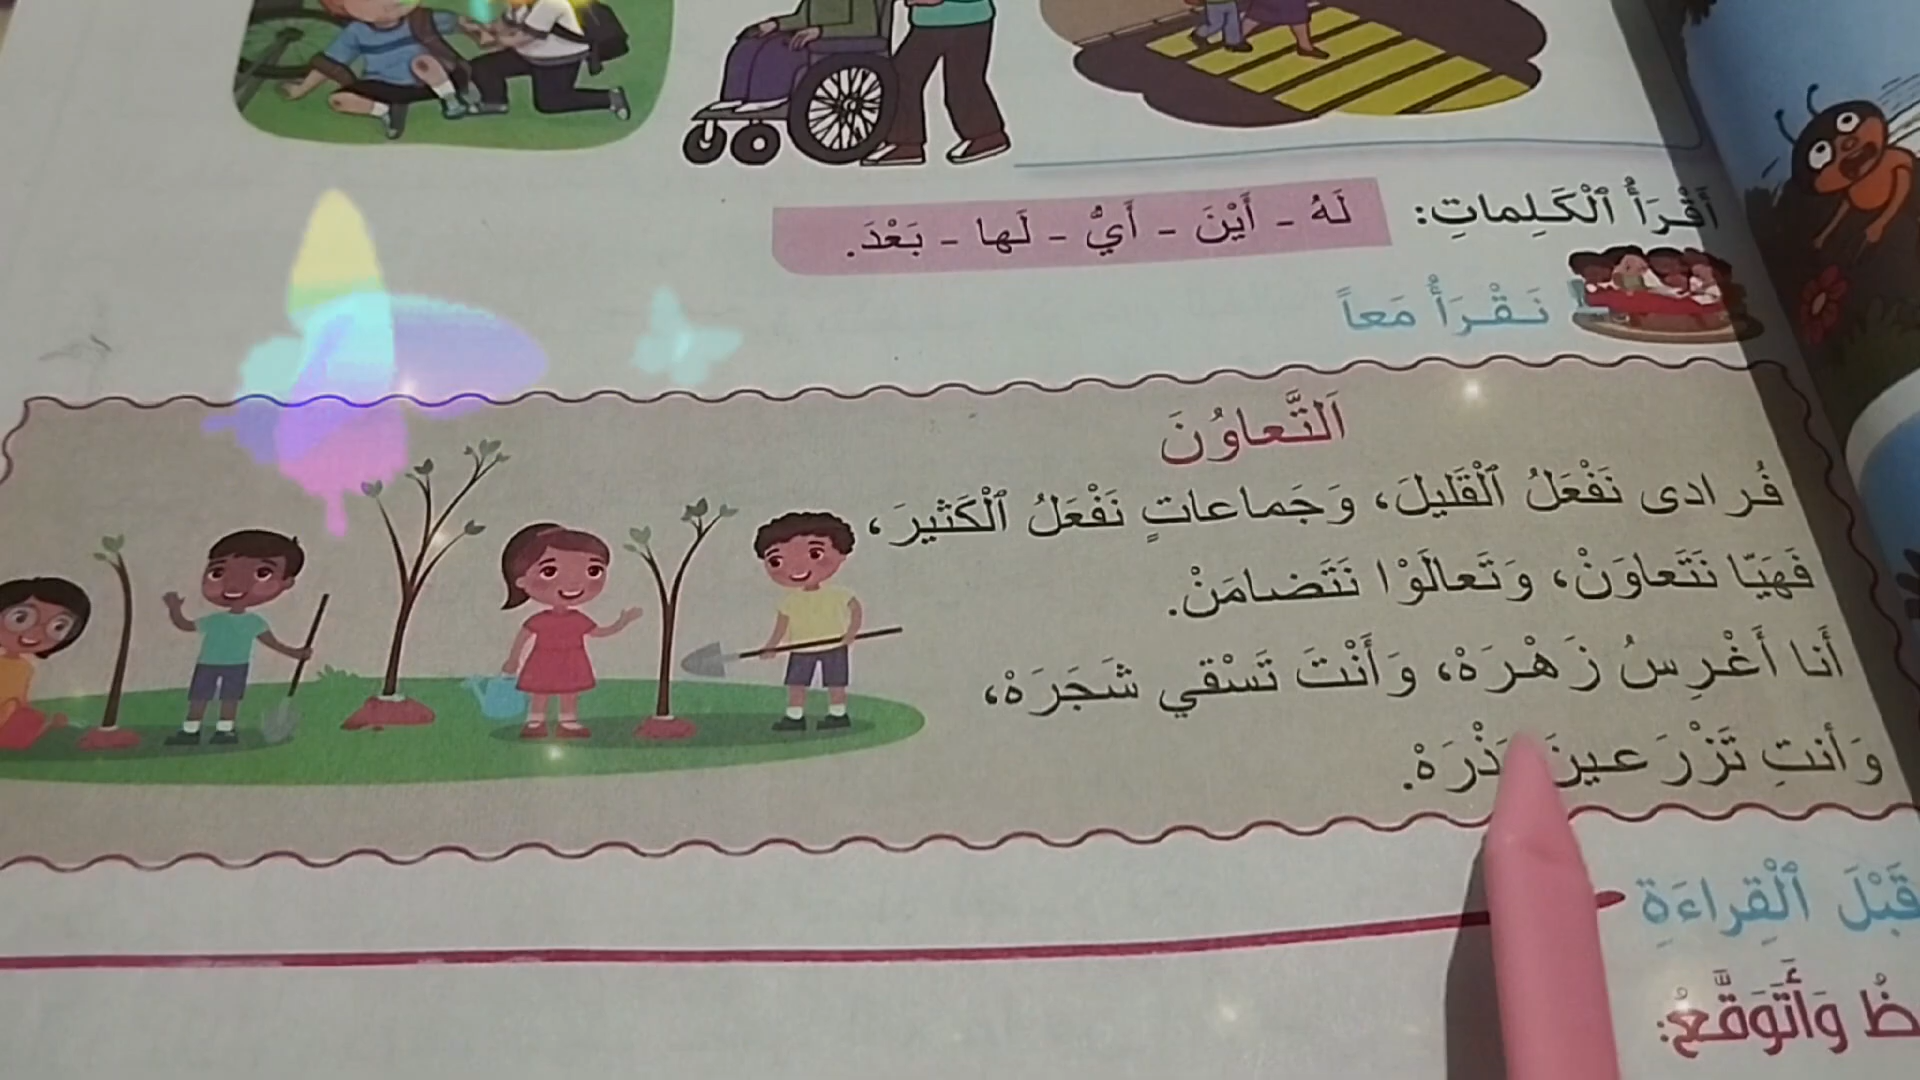 أَقْرَأُ ٱلْكَلِماتِ: لَهُ - أَيْنَ - أَيُّ - لَها - بَعْدَ.
نَقْرَأُ مَعاً
اَلتَّعاوُنَ
فُرادى نَفْعَلُ ٱلْقَليلَ، وَجَماعاتٍ نَفْعَلُ ٱلْكَثيرَ،
فَهَيّا نَتَعاوَنْ، وَتَعالَوْا نَتَضامَنْ.
أَنا أَغْرِسُ زَهْرَهْ، وَأَنْتَ تَسْقي شَجَرَهْ،
وَأَنتِ تَزْرَعينَ
قَبْلَ ٱلْقِراءَةِ
وَأَتَوَقَّعُ: